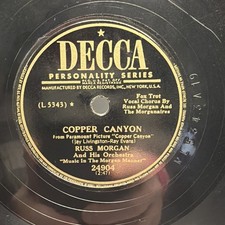 DECCA
PERSONALITY SERIES
MANUFACTURED BY DECCA RECORDS, INC., NEW YORK, U.S.A.
(L 5343) ★
Fox Trot
Vocal Chorus By
Russ Morgan And
The Morganaires
COPPER CANYON
from Paramount Picture "Copper Canyon"
(Jay Livingston-Ray Evans)
RUSS MORGAN
And His Orchestra
"Music In The Morgan Manner"
24904